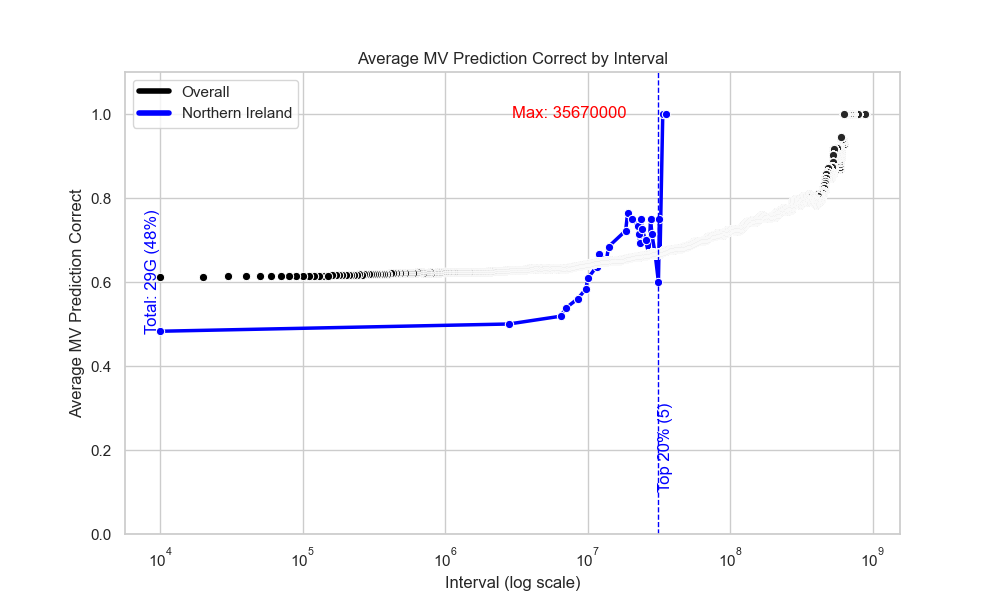 Average MV Prediction Correct by Interval
Overall
Northern Ireland
Max: 35670000
Total: 29G (48%)
Top 20% (5)
Average MV Prediction Correct
1.0
0.8
0.6
0.4
0.2
0.0
10^4
10^5
10^6
10^7
10^8
10^9
Interval (log scale)